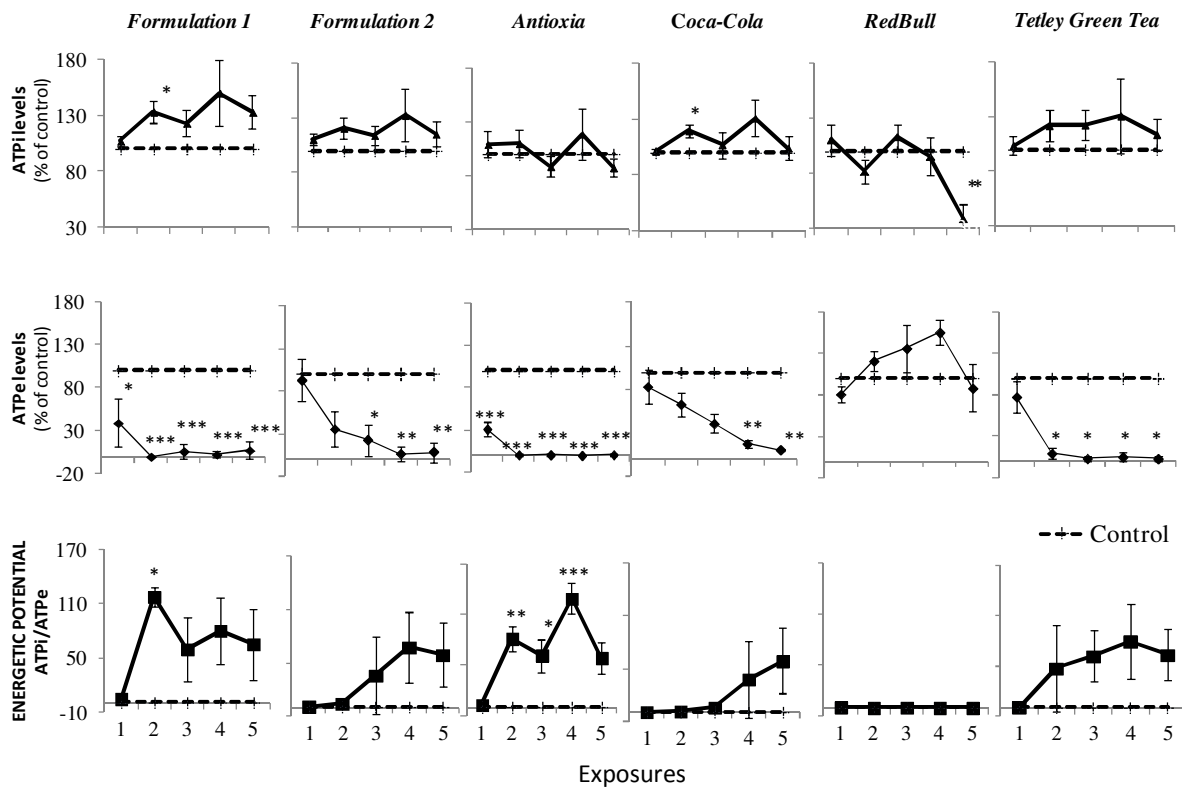 Formulation 1 Formulation 2 Antioxia Coca-Cola RedBull Tetley Green Tea
ATPi levels
(% of control)
180
130
80
30
*
*
**
ATPe levels
(% of control)
180
130
80
30
-20
* *** *** *** ***
* ** **
*** *** *** *** ***
** **
* * * *
Control
ENERGETIC POTENTIAL
ATPi/ATPe
170
110
50
-10
*
** * ***
1 2 3 4 5 1 2 3 4 5 1 2 3 4 5 1 2 3 4 5 1 2 3 4 5 1 2 3 4 5
Exposures